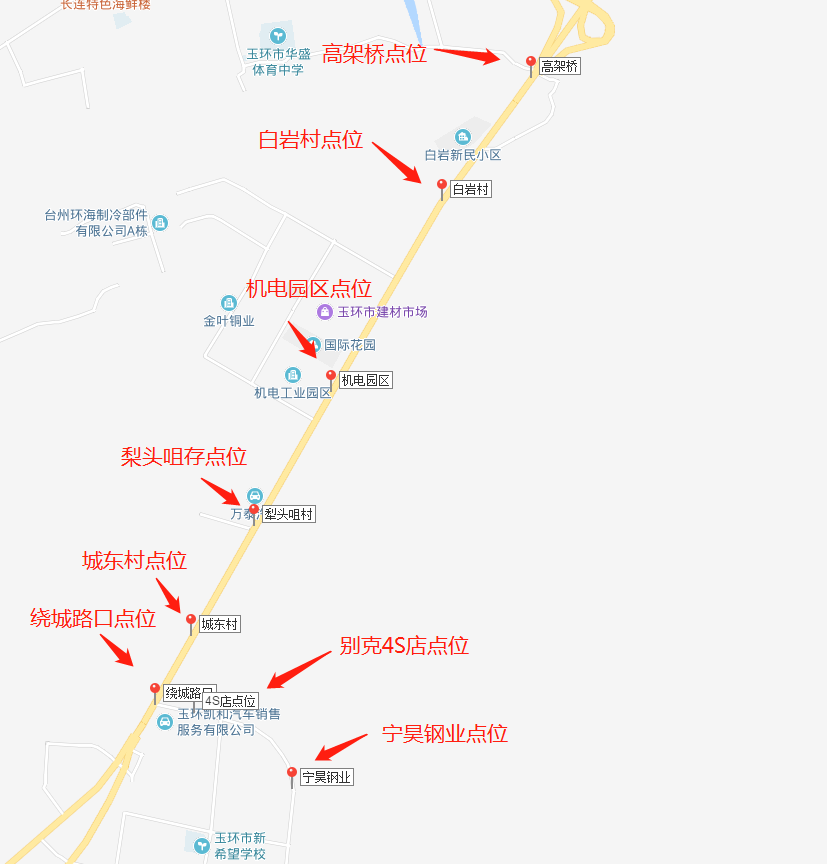 长连特色海鲜楼
玉环市华盛
体育中学
高架桥点位
高架桥
白岩村点位
白岩新民小区
白岩村
台州环海制冷部件
有限公司A栋
机电园区点位
金叶铜业
玉环市建材市场
国际花园
机电工业园区
机电园区
梨头咀存点位
万泰
犁头咀村
城东村点位
城东村
绕城路口点位
别克4S店点位
绕城路口
4S店点位
玉环凯和汽车销售
服务有限公司
宁昊钢业点位
宁昊钢业
玉环市新
希望学校